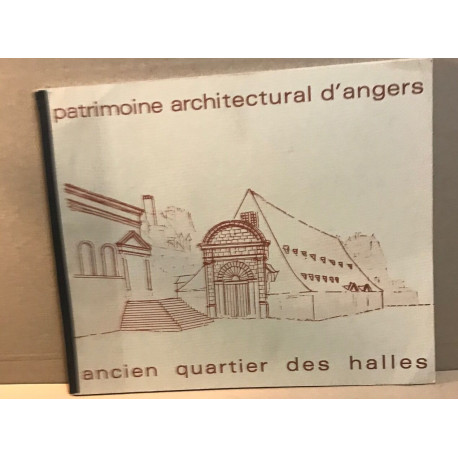 patrimoine architectural d'angers
ancien quartier des halles